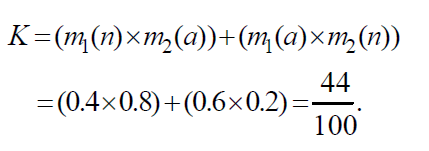 K = (m₁(n)×m₂(a))+(m₁(a)×m₂(n))
=(0.4×0.8)+(0.6×0.2)= 44/100.